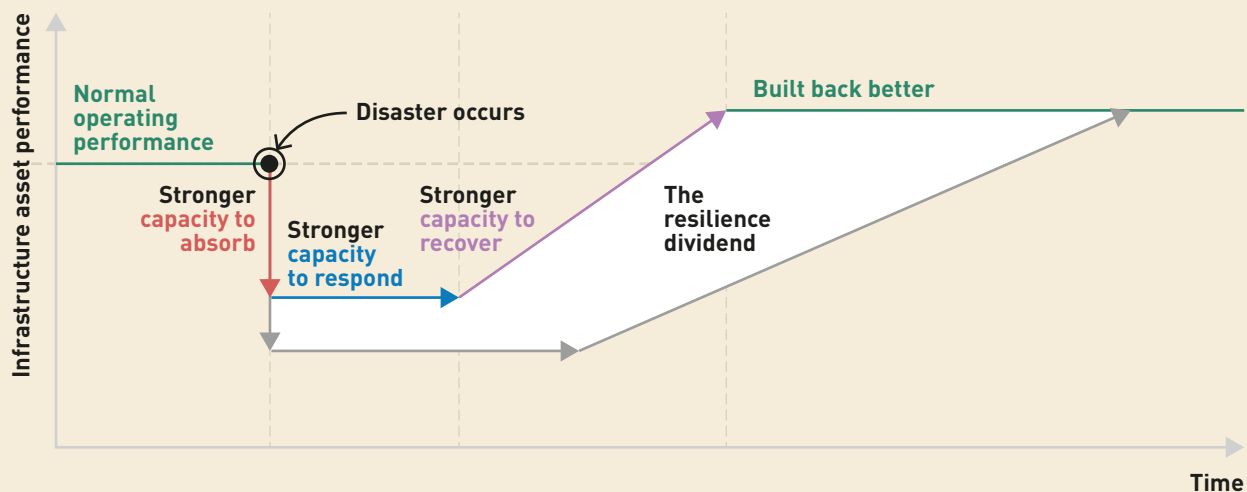 Infrastructure asset performance
Normal
operating
performance
Disaster occurs
Built back better
Stronger
capacity to
absorb
Stronger
capacity
to respond
Stronger
capacity to
recover
The
resilience
dividend
Time